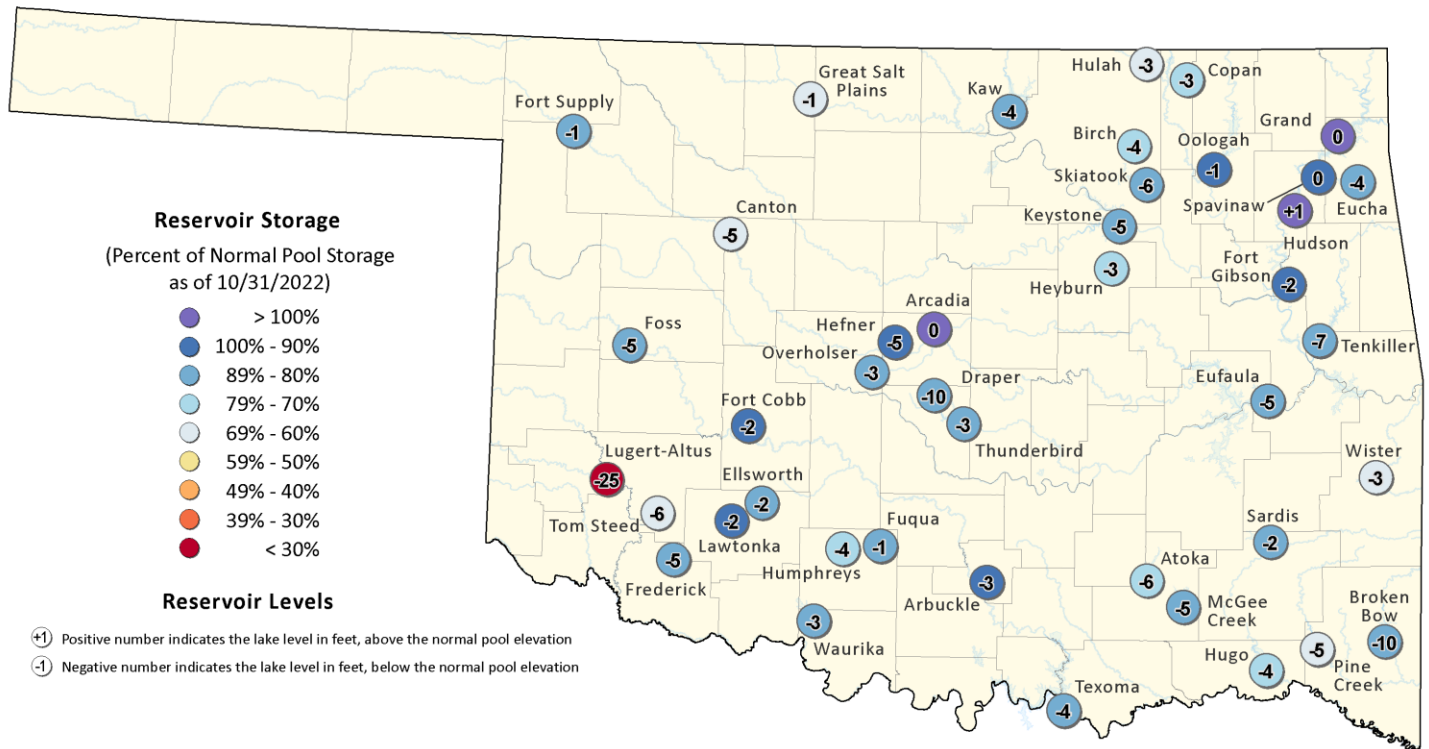 Reservoir Storage
(Percent of Normal Pool Storage
as of 10/31/2022)
> 100%
100% - 90%
89% - 80%
79% - 70%
69% - 60%
59% - 50%
49% - 40%
39% - 30%
< 30%
Reservoir Levels
+1 Positive number indicates the lake level in feet, above the normal pool elevation
-1 Negative number indicates the lake level in feet, below the normal pool elevation
Fort Supply
-1
Great Salt
Plains
-1
Kaw
-4
Hulah
-3
Copan
-3
Birch
-4
Skiatook
-6
Oologah
-1
Grand
0
Spavinaw
0
Eucha
-4
Hudson
+1
Keystone
-5
Heyburn
-3
Fort
Gibson
-2
Canton
-5
Foss
-5
Arcadia
0
Hefner
-5
Overholser
-3
Draper
-10
Thunderbird
-3
Tenkiller
-7
Eufaula
-5
Fort Cobb
-2
Lugert-Altus
-25
Ellsworth
-2
Tom Steed
-6
Lawtonka
-2
Frederick
-5
Fuqua
-1
Humphreys
-4
Waurika
-3
Arbuckle
-3
Wister
-3
Sardis
-2
Atoka
-6
McGee
Creek
-5
Broken
Bow
-10
Hugo
-4
Pine
Creek
-5
Texoma
-4